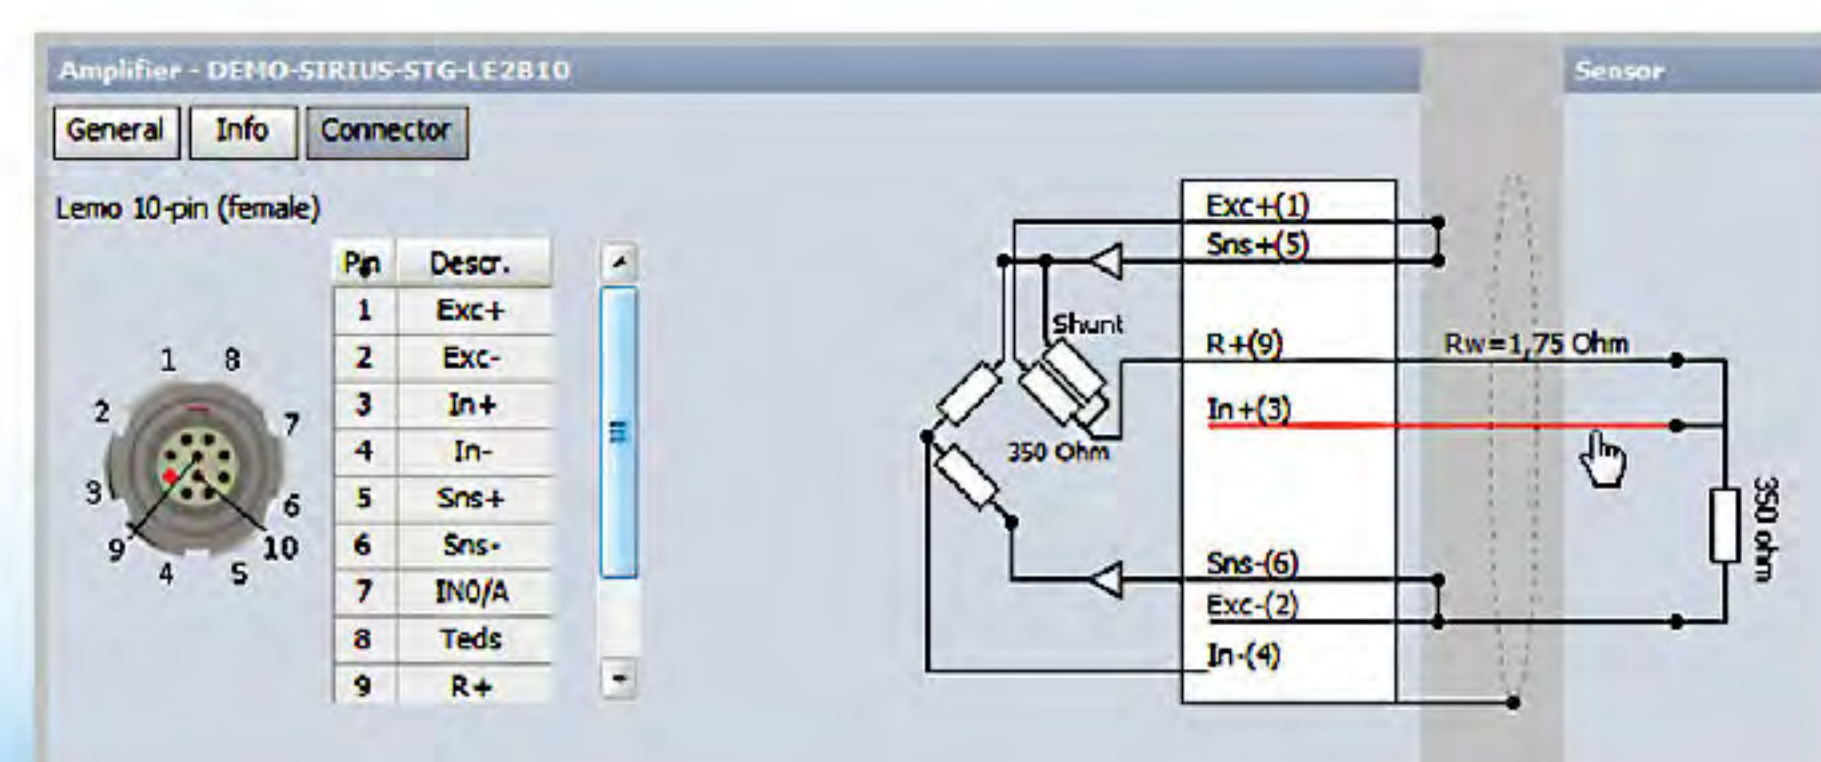 Amplifier - DEMO-SIRIUS-STG-LE2B10
Sensor
General Info Connector
Lemo 10-pin (female)
Pin Descr.
1 Exc+
2 Exc-
3 In+
4 In-
5 Sns+
6 Sns-
7 IN0/A
8 Teds
9 R+
1 8
2 7
3 6
9 10
4 5
Exc+(1)
Sns+(5)
Shunt
R+(9)
Rw=1,75 Ohm
In+(3)
350 Ohm
350 ohm
Sns-(6)
Exc-(2)
In-(4)